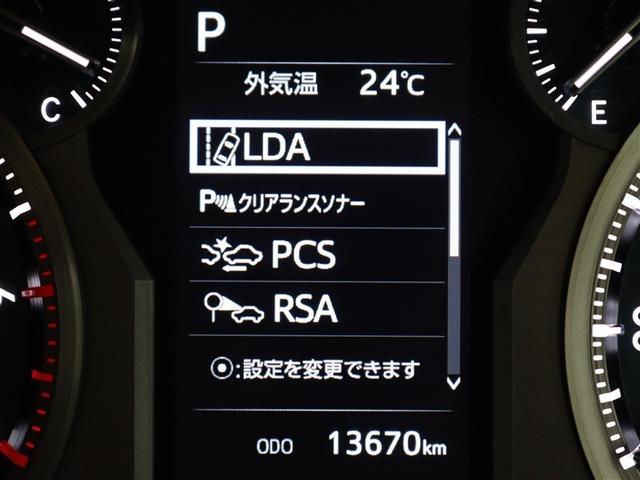 P
外気温 24℃
C
E
LDA
Pクリアランスソナー
PCS
RSA
:設定を変更できます
ODO 13670km